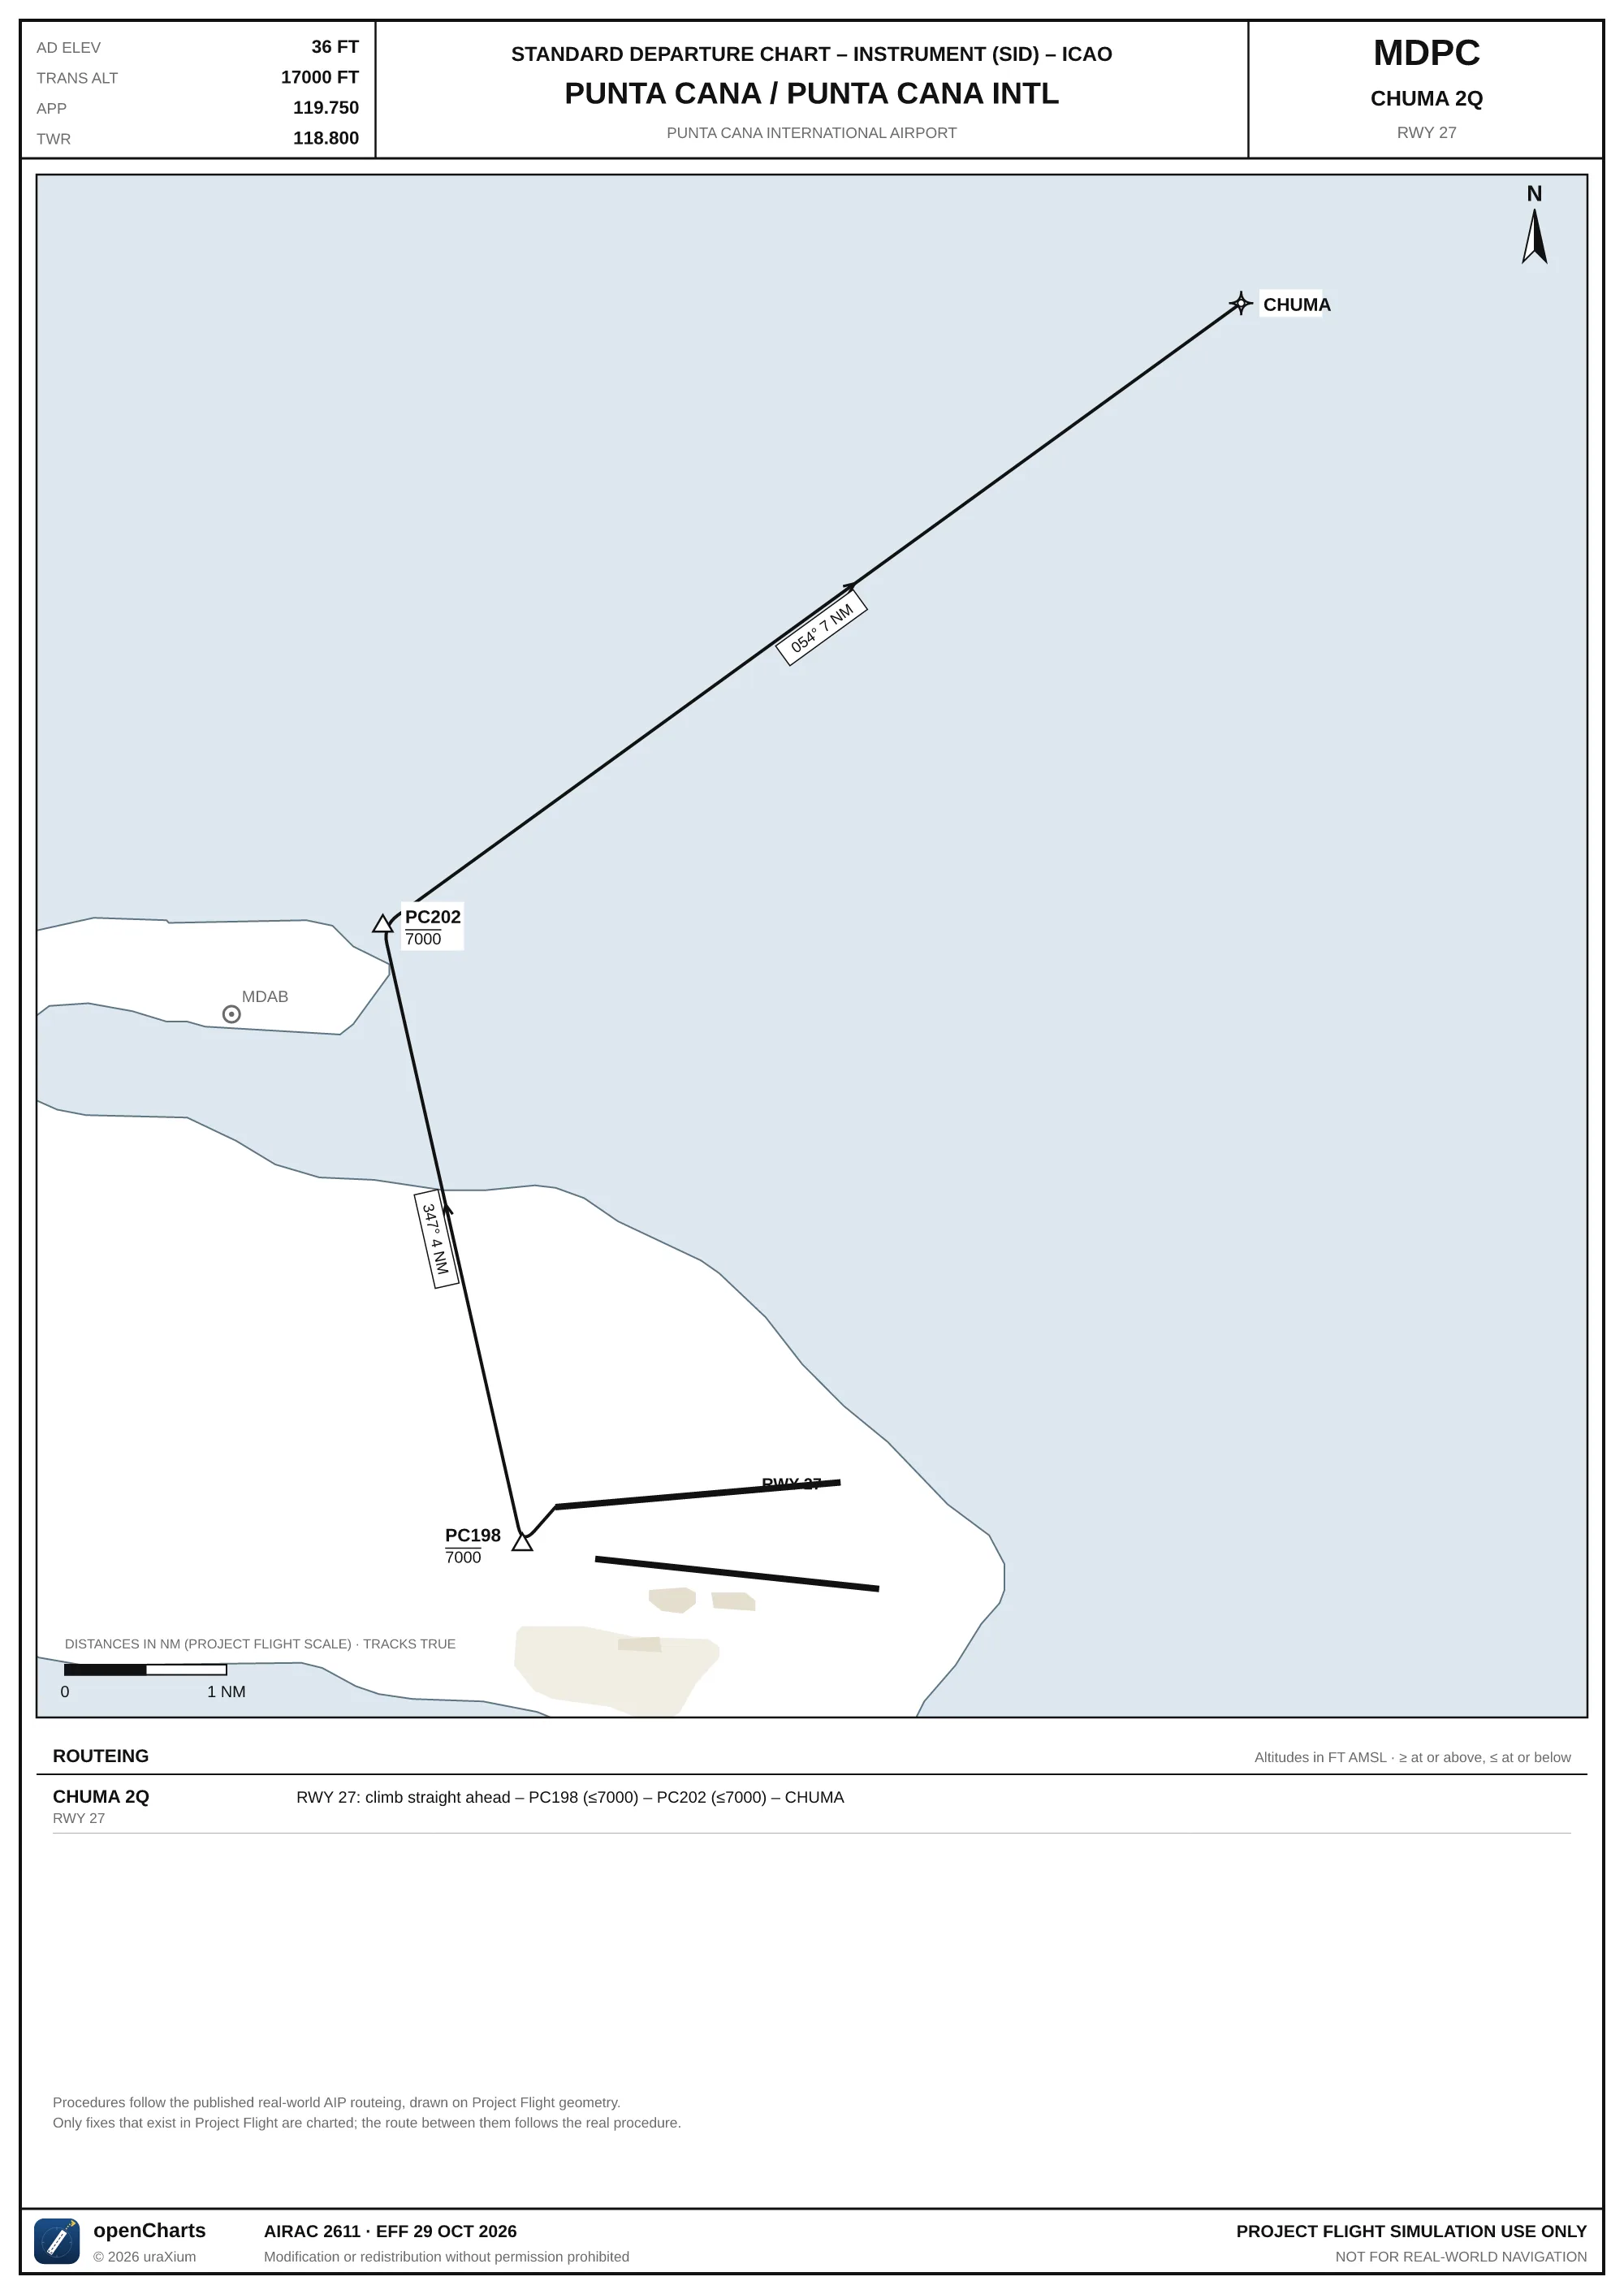 AD ELEV 36 FT
TRANS ALT 17000 FT
APP 119.750
TWR 118.800
STANDARD DEPARTURE CHART – INSTRUMENT (SID) – ICAO
PUNTA CANA / PUNTA CANA INTL
PUNTA CANA INTERNATIONAL AIRPORT
MDPC
CHUMA 2Q
RWY 27
N
CHUMA
054° 7 NM
PC202
7000
MDAB
347° 4 NM
RWY 27
PC198
7000
DISTANCES IN NM (PROJECT FLIGHT SCALE) · TRACKS TRUE
0 1 NM
ROUTEING
Altitudes in FT AMSL · ≥ at or above, ≤ at or below
CHUMA 2Q RWY 27: climb straight ahead – PC198 (≤7000) – PC202 (≤7000) – CHUMA
RWY 27
Procedures follow the published real-world AIP routeing, drawn on Project Flight geometry.
Only fixes that exist in Project Flight are charted; the route between them follows the real procedure.
openCharts
© 2026 uraXium
AIRAC 2611 · EFF 29 OCT 2026
Modification or redistribution without permission prohibited
PROJECT FLIGHT SIMULATION USE ONLY
NOT FOR REAL-WORLD NAVIGATION